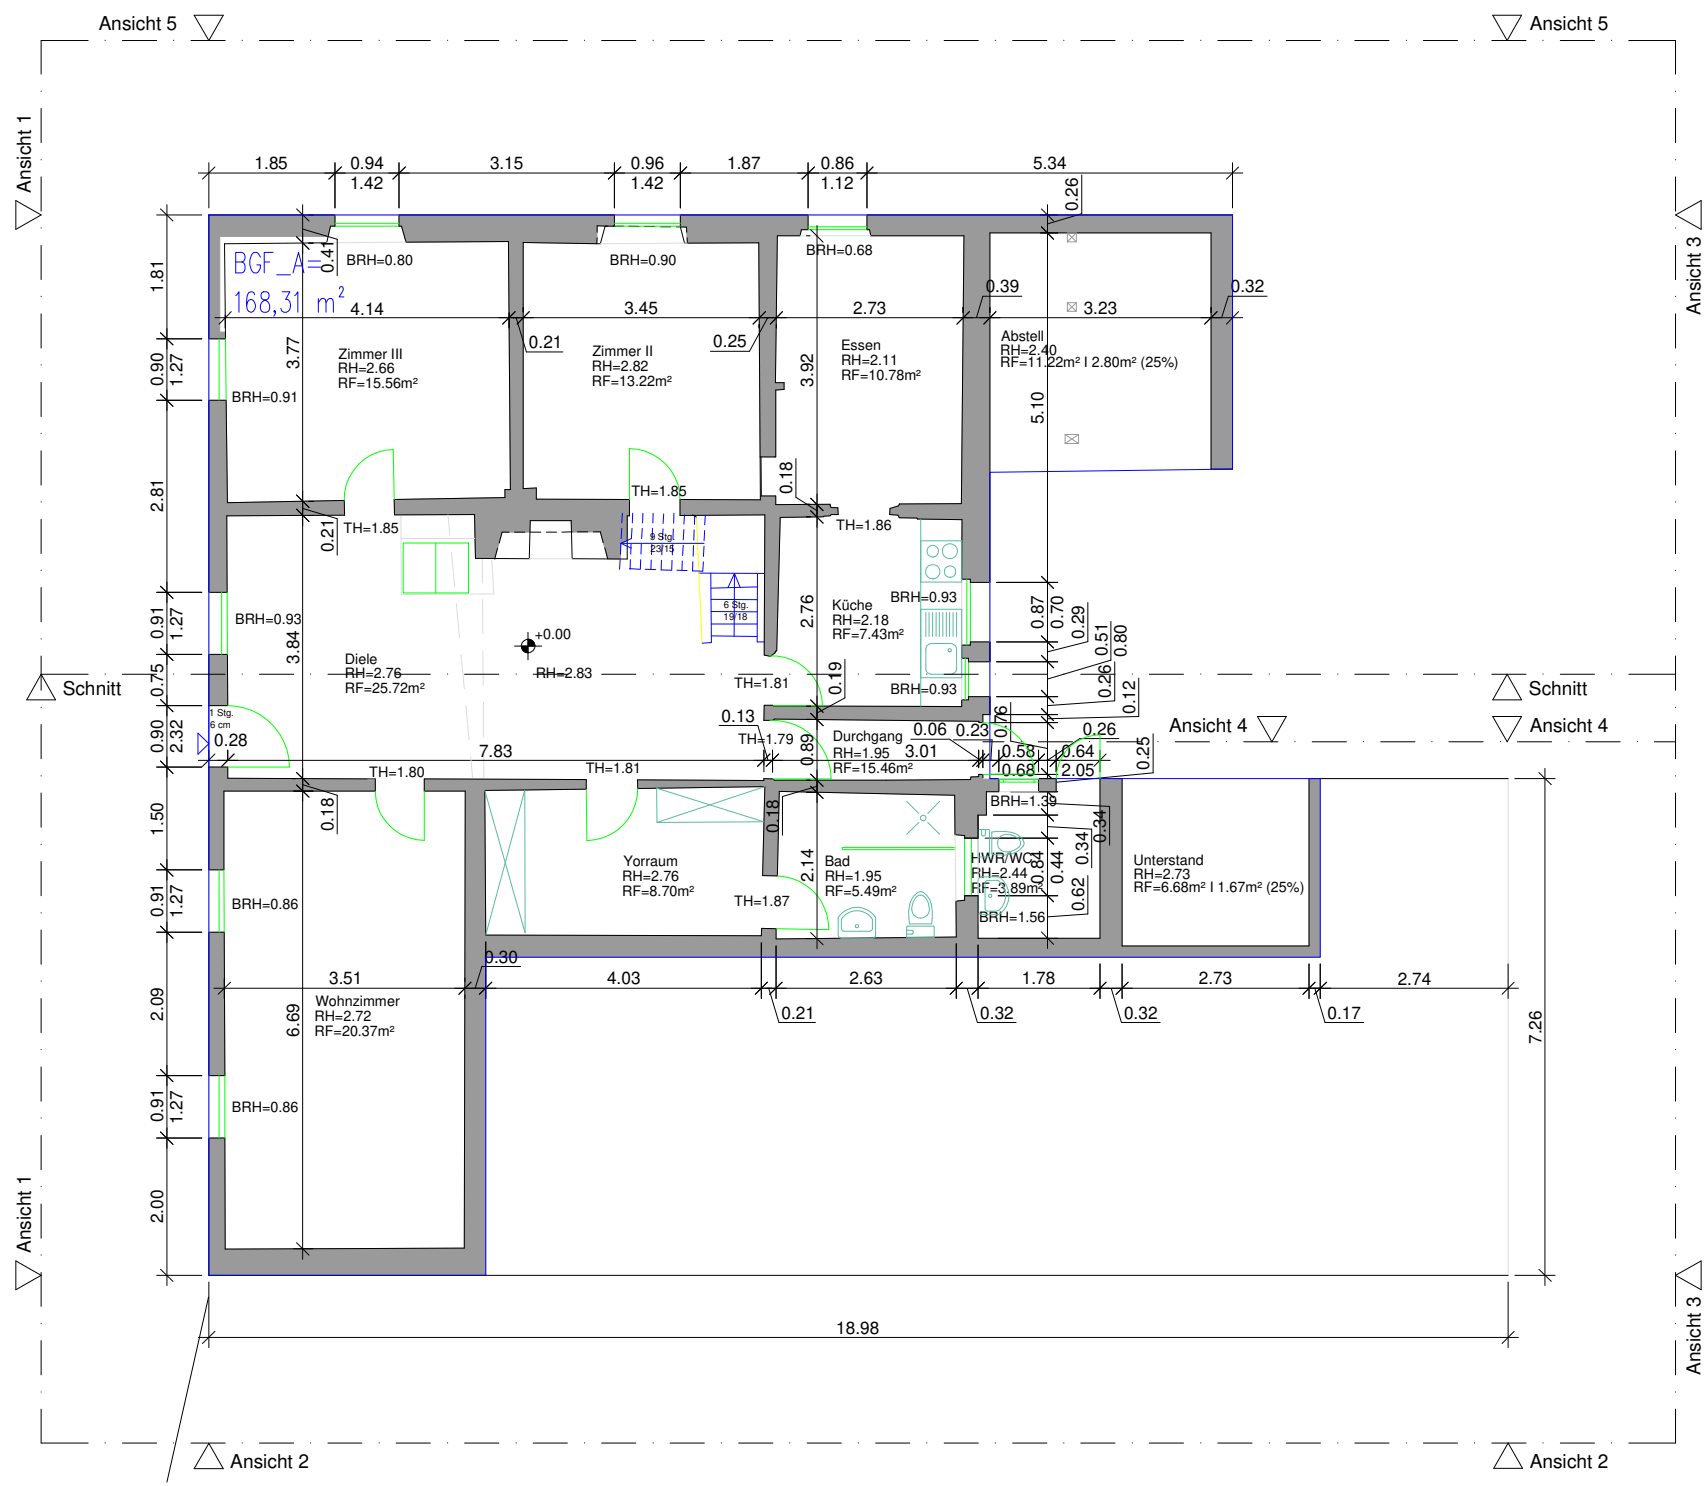 Ansicht 5
Ansicht 5
Ansicht 1
Ansicht 3
1.85
0.94
1.42
3.15
0.96
1.42
1.87
0.86
1.12
5.34
0.26
0.41
BRH=0.80
BRH=0.90
BRH=0.68
BGF_A=
168,31 m²
1.81
4.14
3.45
2.73
0.39
3.23
0.32
0.21
0.25
0.90
1.27
3.77
Zimmer III
RH=2.66
RF=15.56m²
BRH=0.91
Zimmer II
RH=2.82
RF=13.22m²
Essen
RH=2.11
RF=10.78m²
3.92
Abstell
RH=2.40
RF=11.22m² I 2.80m² (25%)
5.10
2.81
0.18
TH=1.85
TH=1.85
TH=1.86
0.21
9 Stg.
23/15
6 Stg.
19/18
0.91
1.27
BRH=0.93
3.84
Diele
RH=2.76
RF=25.72m²
+0.00
RH=2.83
2.76
Küche
RH=2.18
RF=7.43m²
BRH=0.93
BRH=0.93
0.87
0.70
0.29
0.51
0.80
0.26
0.12
0.75
TH=1.81
0.19
Schnitt
Schnitt
1 Stg.
6 cm
0.90
2.32
0.28
7.83
0.13
TH=1.79
0.89
Durchgang
RH=1.95
RF=15.46m²
3.01
0.06
0.23
0.76
0.58
0.68
0.64
2.05
0.26
0.25
Ansicht 4
Ansicht 4
TH=1.80
TH=1.81
0.18
0.18
1.50
BRH=1.39
0.34
0.34
0.84
0.44
0.62
Yorraum
RH=2.76
RF=8.70m²
TH=1.87
2.14
Bad
RH=1.95
RF=5.49m²
HWR/WC
RH=2.44
RF=3.89m²
BRH=1.56
Unterstand
RH=2.73
RF=6.68m² I 1.67m² (25%)
0.91
1.27
BRH=0.86
0.30
3.51
4.03
2.63
1.78
2.73
2.74
0.21
0.32
0.32
0.17
2.09
6.69
Wohnzimmer
RH=2.72
RF=20.37m²
7.26
0.91
1.27
BRH=0.86
2.00
Ansicht 1
18.98
Ansicht 3
Ansicht 2
Ansicht 2